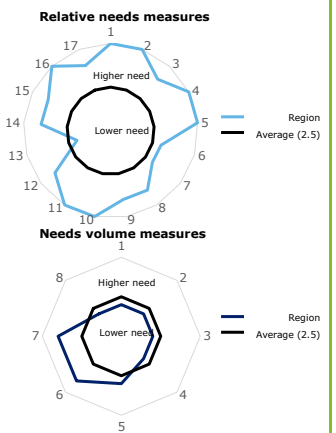 Relative needs measures
1
17
2
16
3
Higher need
15
4
14
Lower need
5
Region
Average (2.5)
13
6
12
7
11
8
10
9
Needs volume measures
1
8
Higher need
2
7
Lower need
3
Region
Average (2.5)
6
4
5